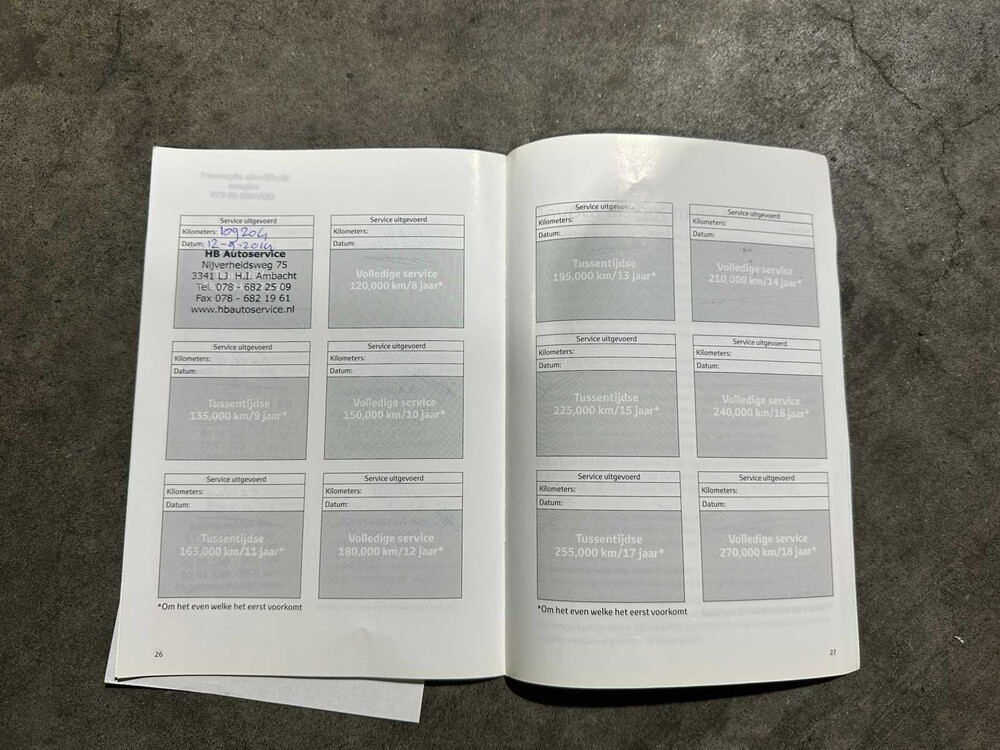 Service uitgevoerd
Kilometers: 109204
Datum: 12-9-2014
HB Autoservice
Nijverheidsweg 75
3341 LJ H.I. Ambacht
Tel. 078 - 682 25 09
Fax 078 - 682 19 61
www.hbautoservice.nl
Service uitgevoerd
Kilometers:
Datum:
Volledige service
120,000 km/8 jaar*
Service uitgevoerd
Kilometers:
Datum:
Tussentijdse
135,000 km/9 jaar*
Service uitgevoerd
Kilometers:
Datum:
Volledige service
150,000 km/10 jaar*
Service uitgevoerd
Kilometers:
Datum:
Tussentijdse
165,000 km/11 jaar*
Service uitgevoerd
Kilometers:
Datum:
Volledige service
180,000 km/12 jaar*
*Om het even welke het eerst voorkomt
26
Service uitgevoerd
Kilometers:
Datum:
Tussentijdse
195,000 km/13 jaar*
Service uitgevoerd
Kilometers:
Datum:
Volledige service
210,000 km/14 jaar*
Service uitgevoerd
Kilometers:
Datum:
Tussentijdse
225,000 km/15 jaar*
Service uitgevoerd
Kilometers:
Datum:
Volledige service
240,000 km/16 jaar*
Service uitgevoerd
Kilometers:
Datum:
Tussentijdse
255,000 km/17 jaar*
Service uitgevoerd
Kilometers:
Datum:
Volledige service
270,000 km/18 jaar*
*Om het even welke het eerst voorkomt
27